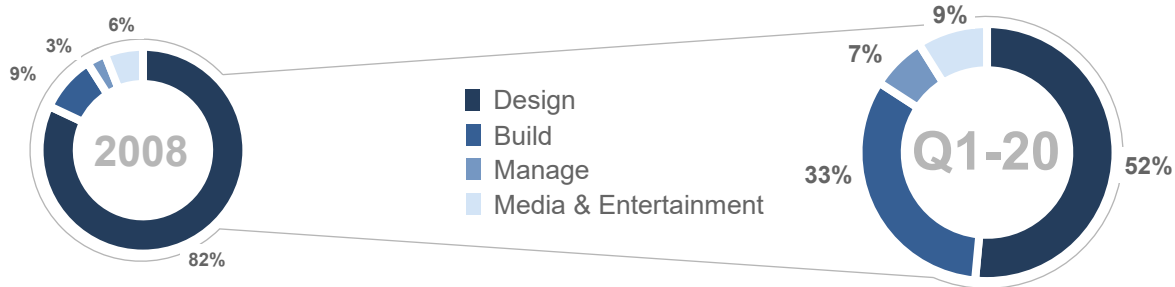 6%
3%
9%
2008
82%
Design
Build
Manage
Media & Entertainment
9%
7%
33%
Q1-20
52%